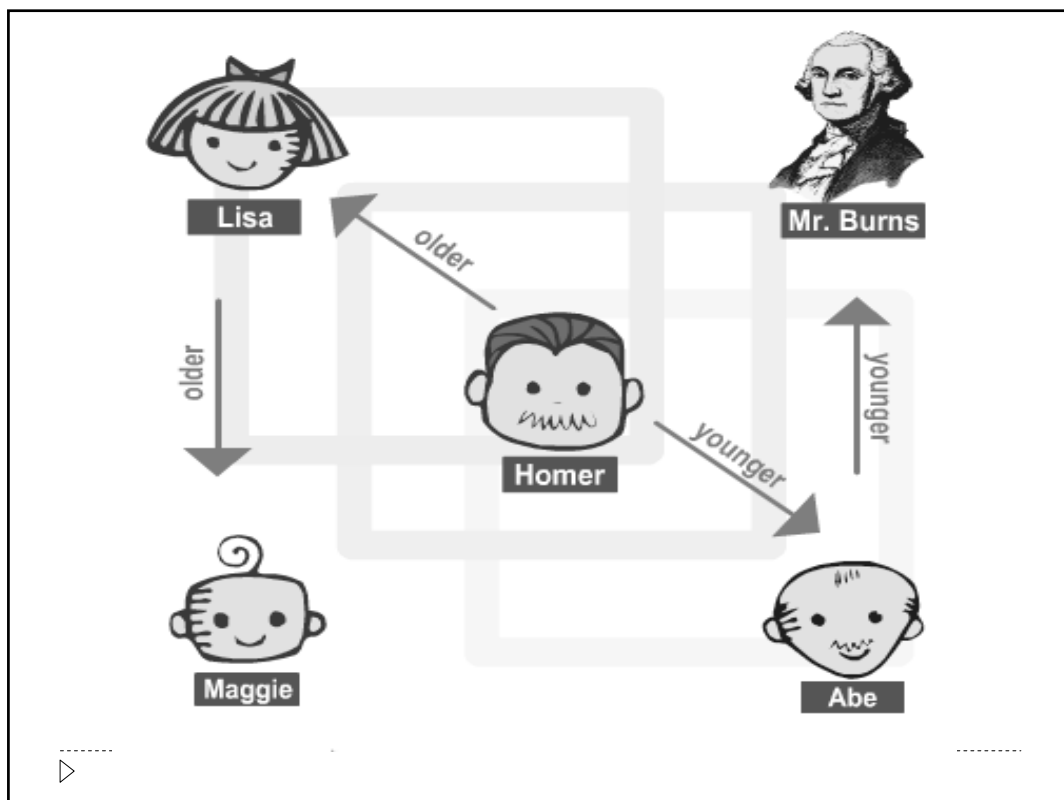 Lisa
Mr. Burns
older
older
younger
Homer
younger
Maggie
Abe